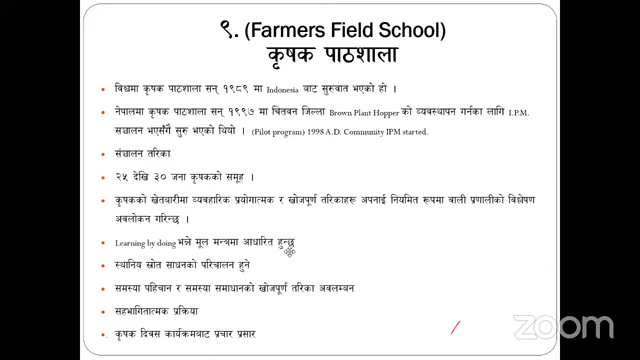 ९. (Farmers Field School)
कृषक पाठशाला
विश्वमा कृषक पाठशाला सन् १९८९ मा Indonesia बाट सुरुवात भएको हो ।
नेपालमा कृषक पाठशाला सन् १९९७ मा चितवन जिल्ला Brown Plant Hopper को व्यवस्थापन गर्नका लागि I.P.M.
सञ्चालन भएसँगै सुरु भएको थियो । (Pilot program) 1998 A.D. Community IPM started.
संञ्चालन तरिका
२५ देखि ३० जना कृषकको समूह ।
कृषकको खेतबारीमा व्यवहारिक प्रयोगात्मक र खोजपूर्ण तरिकाहरू अपनाई नियमित रूपमा वाली प्रणालीको विश्लेषण
अवलोकन गरिन्छ ।
Learning by doing भन्ने मूल मन्त्रमा आधारित हुन्छ
स्थानिय स्रोत साधनको परिचालन हुने
समस्या पहिचान र समस्या समाधानको खोजपूर्ण तरिका अवलम्बन
सहभागितात्मक प्रक्रिया
कृषक दिवस कार्यक्रमबाट प्रचार प्रसार
zoom